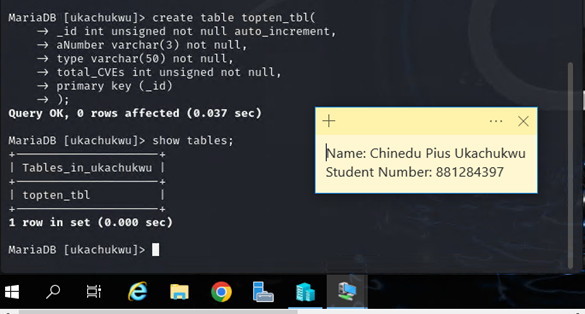 MariaDB [ukachukwu]> create table topten_tbl(
    -> _id int unsigned not null auto_increment,
    -> aNumber varchar(3) not null,
    -> type varchar(50) not null,
    -> total_CVEs int unsigned not null,
    -> primary key (_id)
    -> );
Query OK, 0 rows affected (0.037 sec)
MariaDB [ukachukwu]> show tables;
+---------------------+
| Tables_in_ukachukwu |
+---------------------+
| topten_tbl          |
+---------------------+
1 row in set (0.000 sec)
MariaDB [ukachukwu]>
Name: Chinedu Pius Ukachukwu
Student Number: 881284397